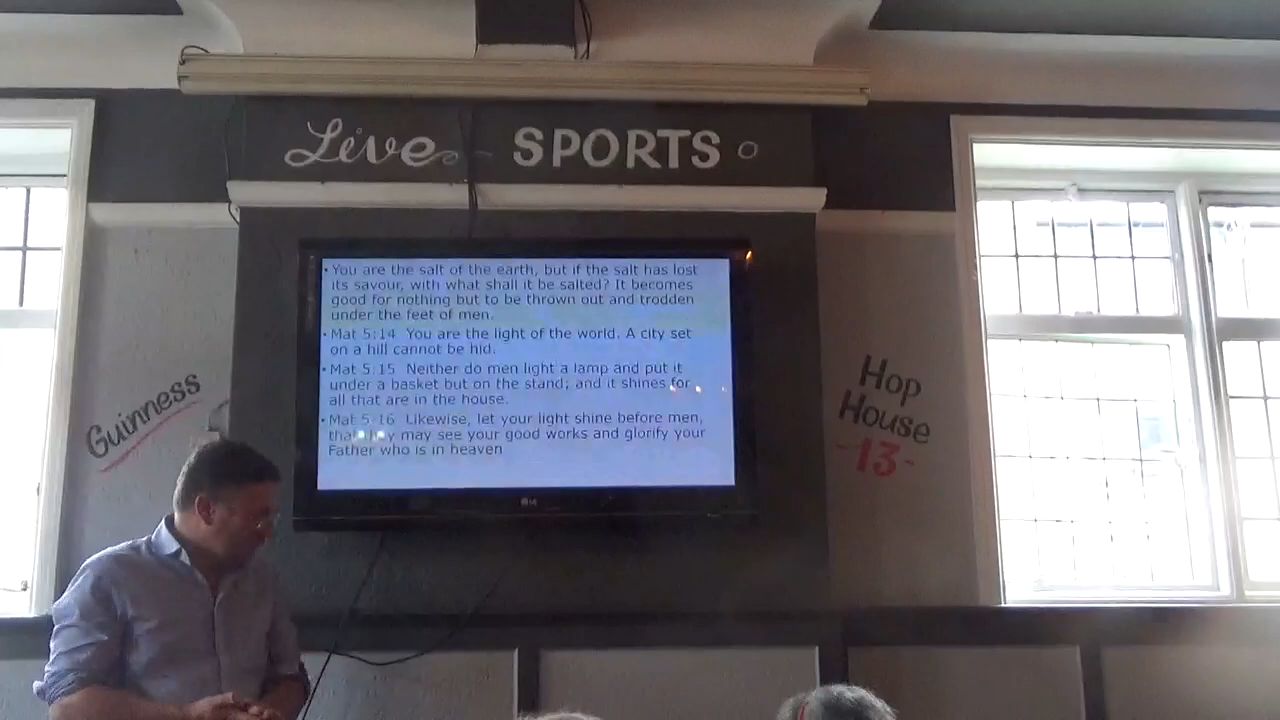 Live SPORTS
• You are the salt of the earth, but if the salt has lost
its savour, with what shall it be salted? It becomes
good for nothing but to be thrown out and trodden
under the feet of men.
• Mat 5:14 You are the light of the world. A city set
on a hill cannot be hid.
• Mat 5:15 Neither do men light a lamp and put it
under a basket but on the stand; and it shines for
all that are in the house.
• Mat 5:16 Likewise, let your light shine before men,
that they may see your good works and glorify your
Father who is in heaven
LG
Guinness
Hop
House
-13-